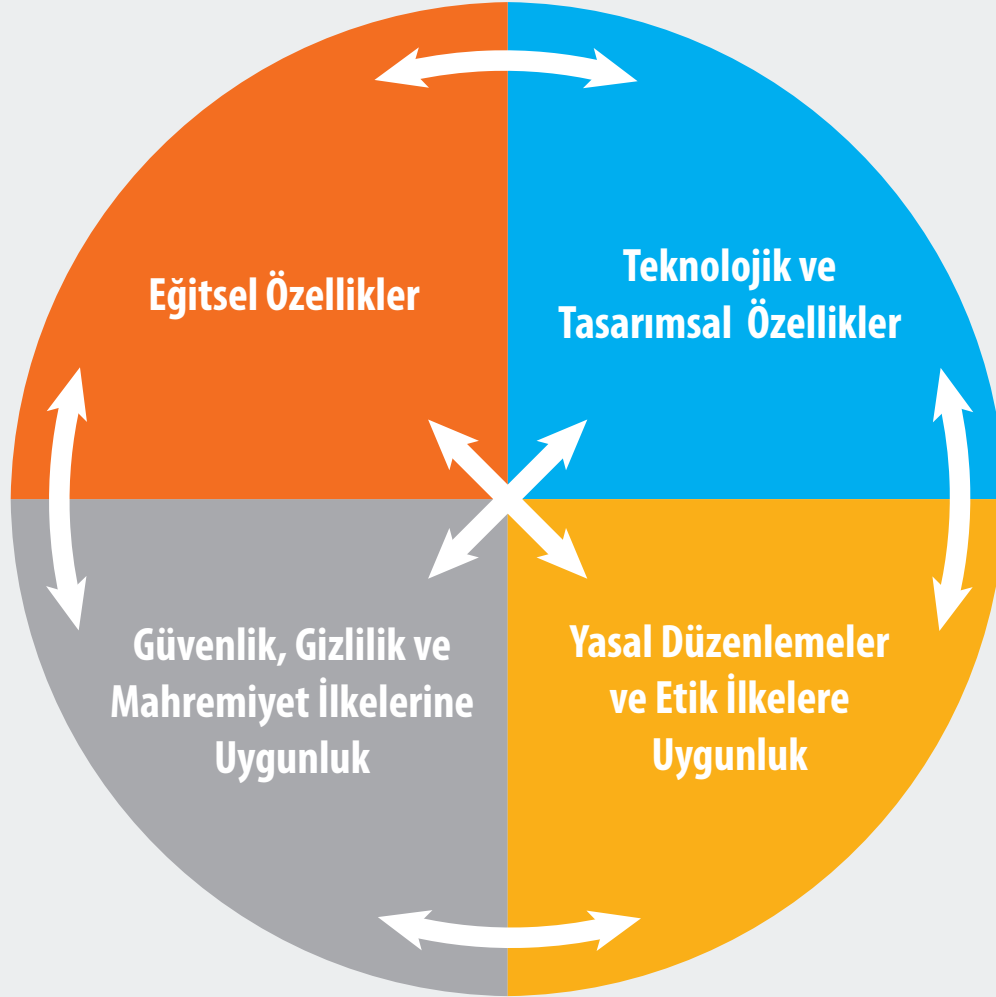 Eğitsel Özellikler
Teknolojik ve
Tasarımsal Özellikler
Güvenlik, Gizlilik ve
Mahremiyet İlkelerine
Uygunluk
Yasal Düzenlemeler
ve Etik İlkelere
Uygunluk